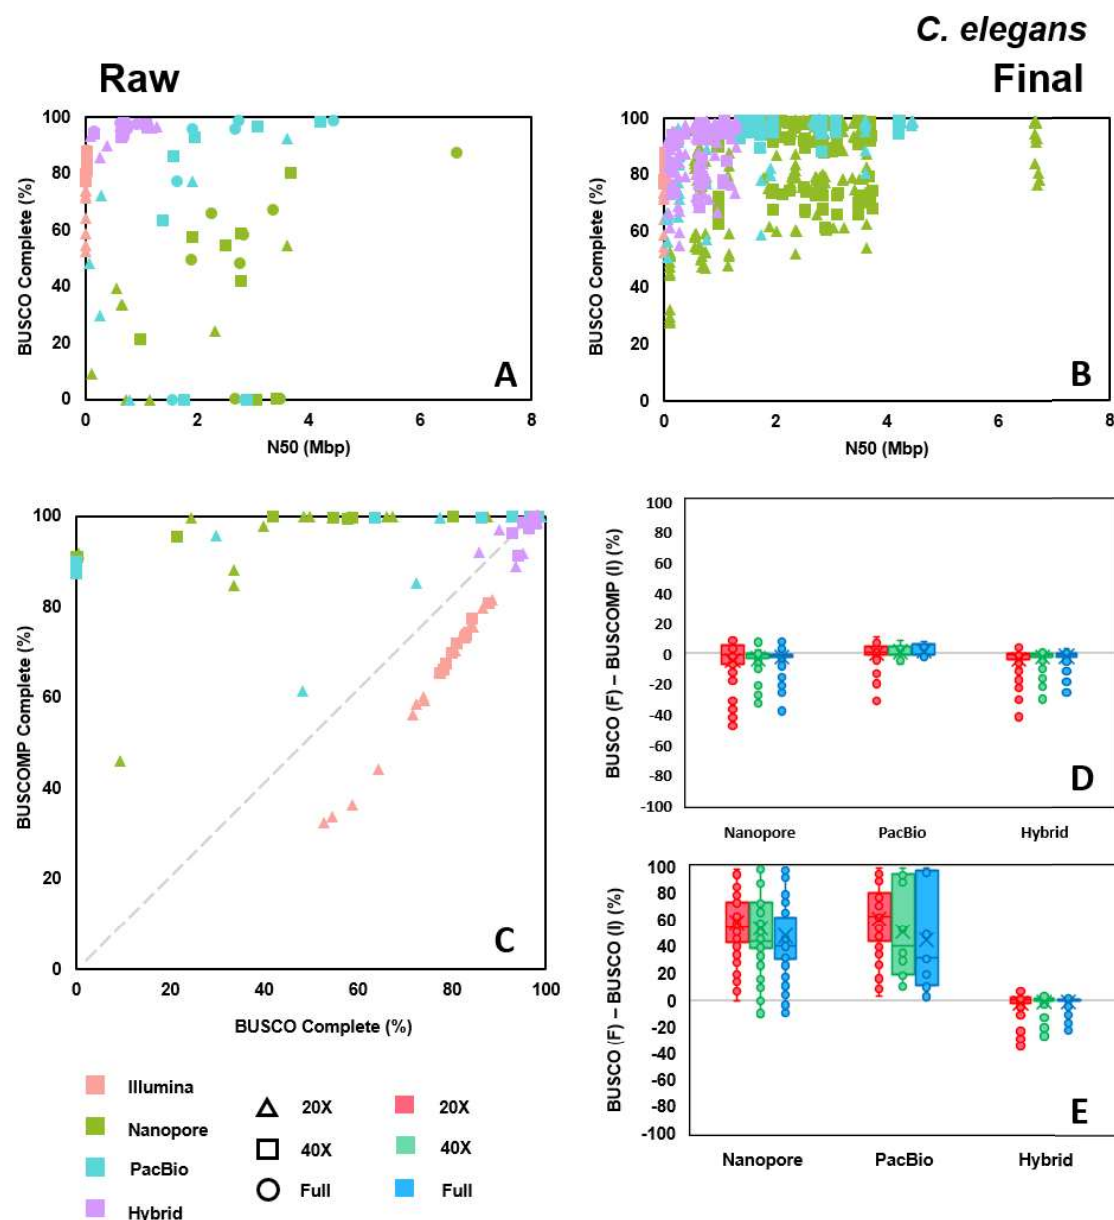 C. elegans
Raw
Final
100
80
60
40
20
0
BUSCO Complete (%)
A
0 2 4 6 8
N50 (Mbp)
100
80
60
40
20
0
BUSCO Complete (%)
B
0 2 4 6 8
N50 (Mbp)
100
80
60
40
20
0
BUSCOMP Complete (%)
C
0 20 40 60 80 100
BUSCO Complete (%)
100
80
60
40
20
0
-20
-40
-60
-80
-100
BUSCO (F) – BUSCOMP (I) (%)
D
Nanopore PacBio Hybrid
100
80
60
40
20
0
-20
-40
-60
-80
-100
BUSCO (F) – BUSCO (I) (%)
E
Nanopore PacBio Hybrid
Illumina
Nanopore
PacBio
Hybrid
20X
40X
Full
20X
40X
Full